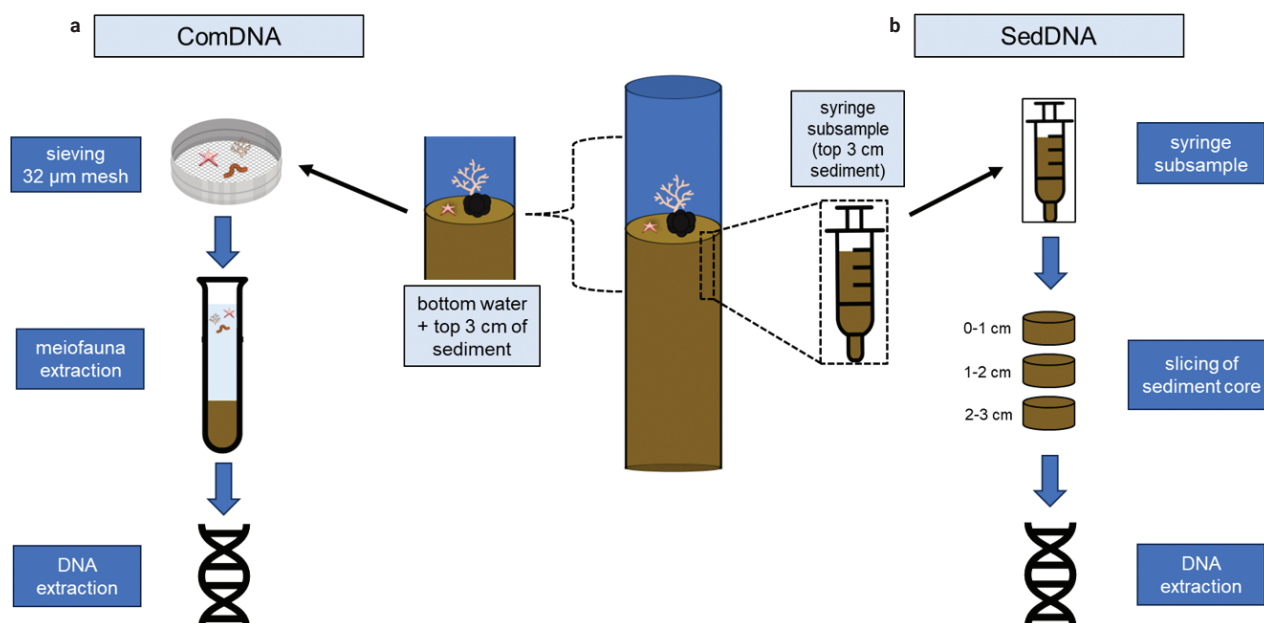 a
ComDNA
sieving
32 µm mesh
meiofauna
extraction
DNA
extraction
bottom water
+ top 3 cm of
sediment
syringe
subsample
(top 3 cm
sediment)
b
SedDNA
syringe
subsample
0-1 cm
1-2 cm
2-3 cm
slicing of
sediment core
DNA
extraction